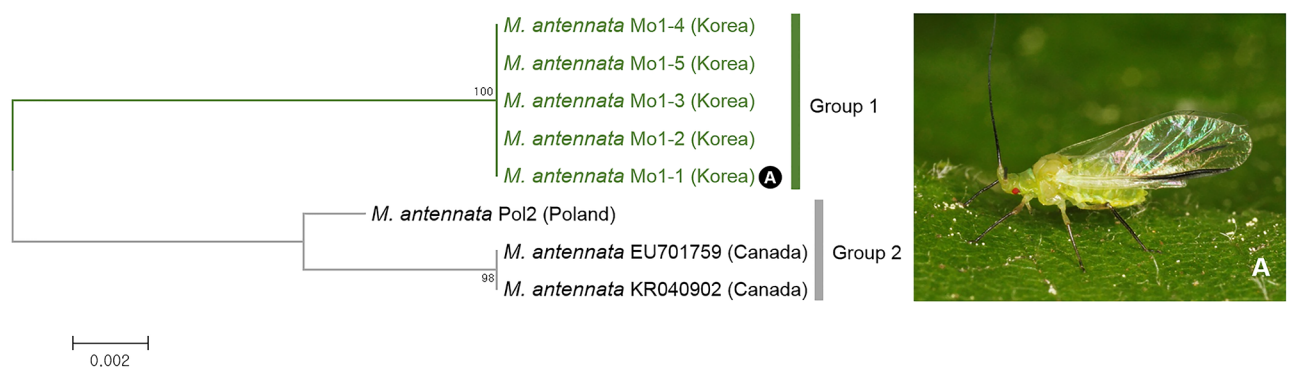 M. antennata Mo1-4 (Korea)
M. antennata Mo1-5 (Korea)
100
M. antennata Mo1-3 (Korea)
Group 1
M. antennata Mo1-2 (Korea)
M. antennata Mo1-1 (Korea) A
M. antennata Pol2 (Poland)
M. antennata EU701759 (Canada)
Group 2
98
M. antennata KR040902 (Canada)
0.002
A